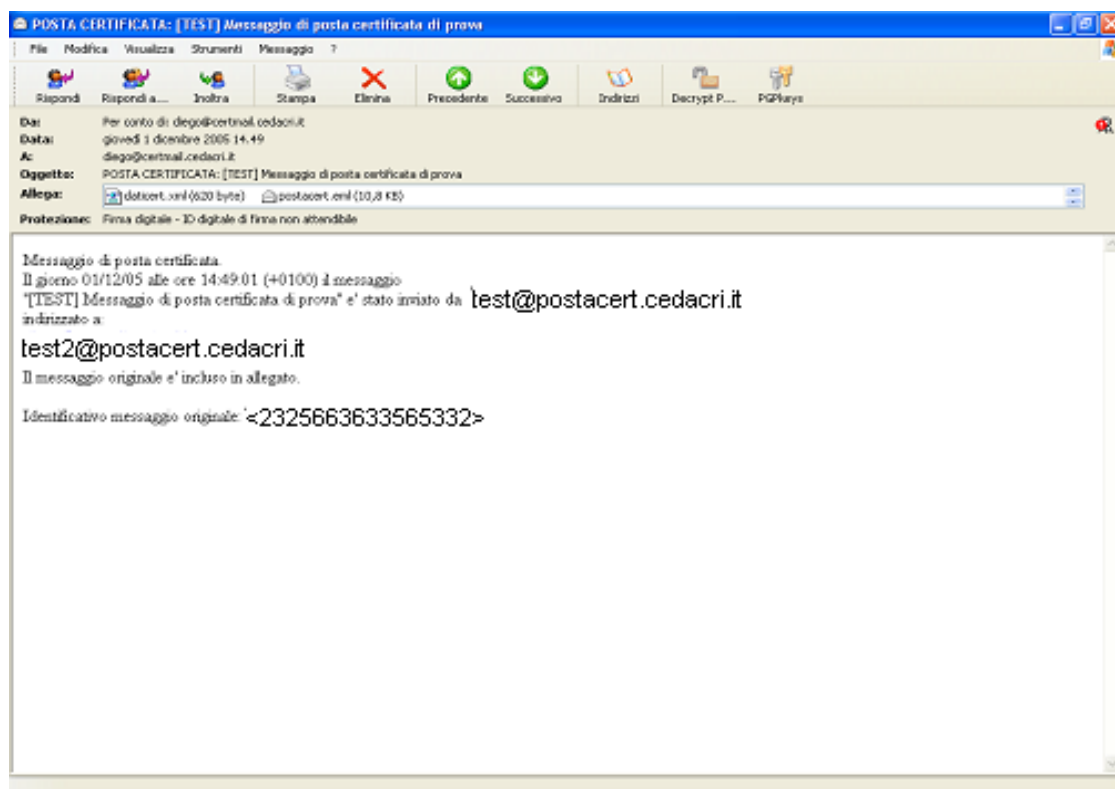 POSTA CERTIFICATA: [TEST] Messaggio di posta certificata di prova
File Modifica Visualizza Strumenti Messaggio ?
Rispondi Rispondi a.... Inoltra Stampa Elimina Precedente Successivo Indirizzi Decrypt P... PGPkeys
Da: Per conto di: diego@certmail.cedacri.it
Data: giovedì 1 dicembre 2005 14.49
A: diego@certmail.cedacri.it
Oggetto: POSTA CERTIFICATA: [TEST] Messaggio di posta certificata di prova
Allega: daticert.xml (620 byte) postacert.eml (10,8 KB)
Protezione: Firma digitale - ID digitale di firma non attendibile
Messaggio di posta certificata.
Il giorno 01/12/05 alle ore 14:49:01 (+0100) il messaggio
"[TEST] Messaggio di posta certificata di prova" e' stato inviato da test@postacert.cedacri.it
indirizzato a:
test2@postacert.cedacri.it
Il messaggio originale e' incluso in allegato.
Identificativo messaggio originale: <23256636633565332>